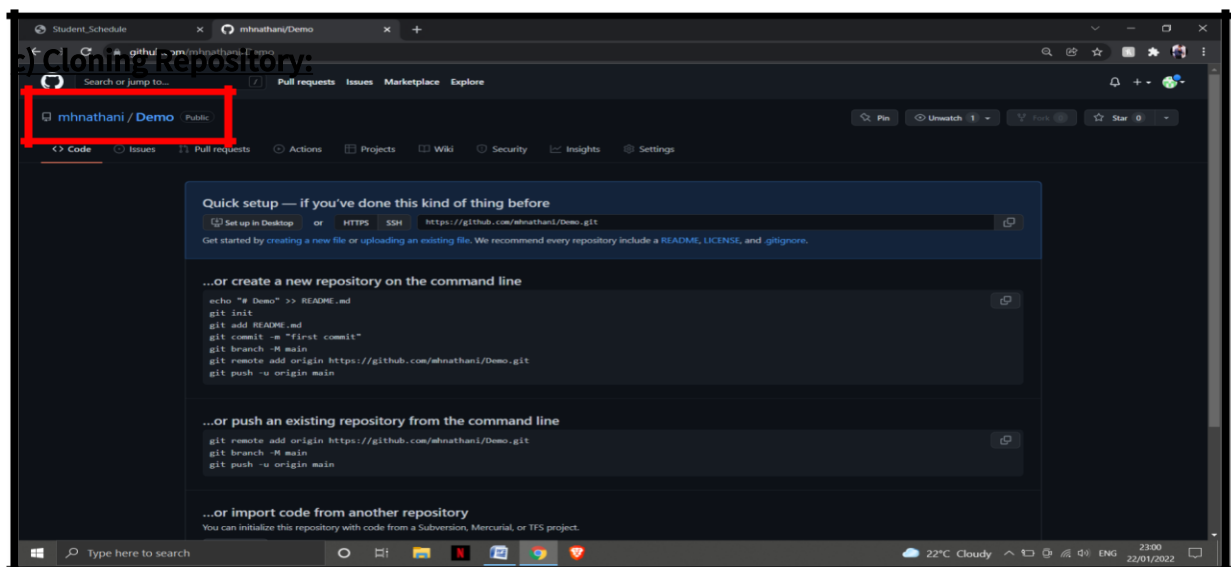 Student_Schedule
mhnathani/Demo
github.com/mhnathani/Demo
c) Cloning Repository:
Search or jump to... / Pull requests Issues Marketplace Explore
mhnathani / Demo Public
Pin Unwatch 1 Fork Star 0
<> Code Issues Pull requests Actions Projects Wiki Security Insights Settings
Quick setup — if you've done this kind of thing before
Set up in Desktop or HTTPS SSH https://github.com/mhnathani/Demo.git
Get started by creating a new file or uploading an existing file. We recommend every repository include a README, LICENSE, and .gitignore.
...or create a new repository on the command line
echo "# Demo" >> README.md
git init
git add README.md
git commit -m "first commit"
git branch -M main
git remote add origin https://github.com/mhnathani/Demo.git
git push -u origin main
...or push an existing repository from the command line
git remote add origin https://github.com/mhnathani/Demo.git
git branch -M main
git push -u origin main
...or import code from another repository
You can initialize this repository with code from a Subversion, Mercurial, or TFS project.
Type here to search
22°C Cloudy ENG
23:00
22/01/2022